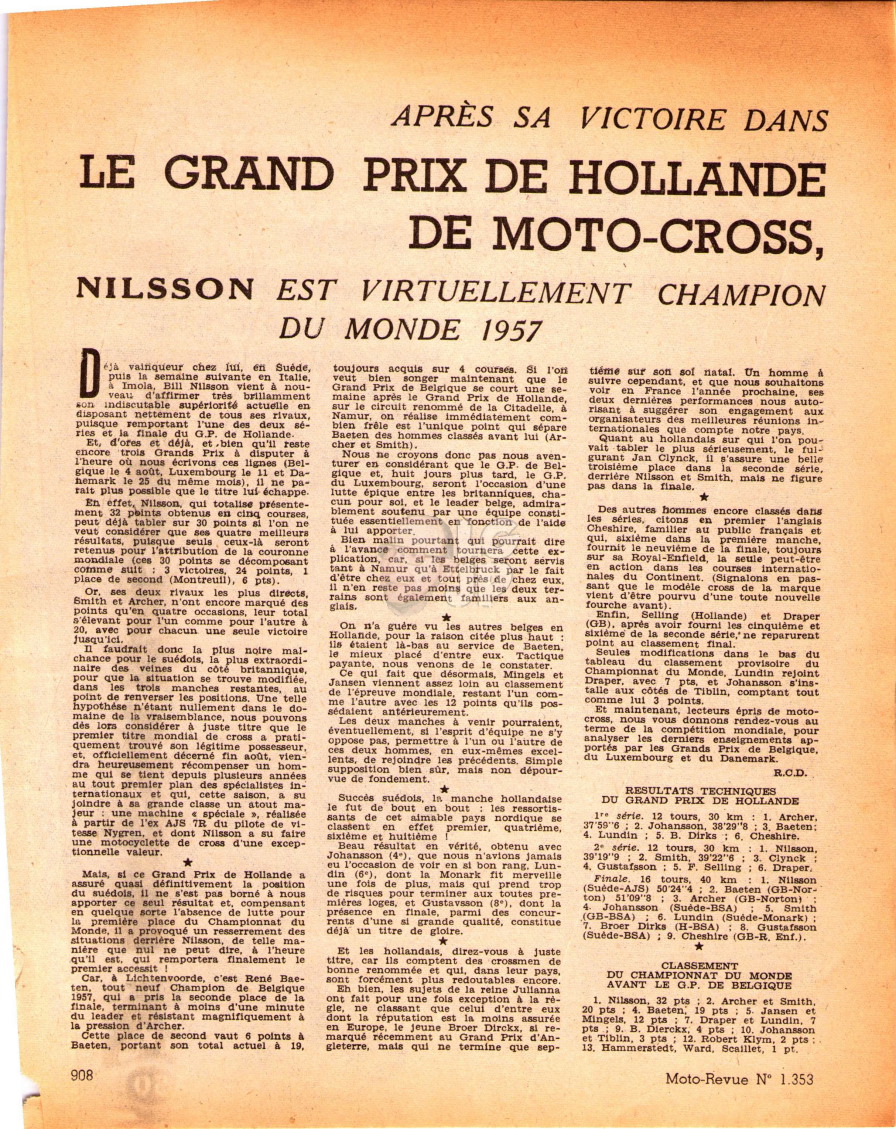 APRÈS SA VICTOIRE DANS
LE GRAND PRIX DE HOLLANDE
DE MOTO-CROSS,
NILSSON EST VIRTUELLEMENT CHAMPION
DU MONDE 1957
Déjà vainqueur chez lui, en Suède,
puis la semaine suivante en Italie,
à Imola, Bill Nilsson vient à nou-
veau d'affirmer très brillamment
son indiscutable supériorité actuelle en
disposant nettement de tous ses rivaux,
puisque remportant l'une des deux sé-
ries et la finale du G.P. de Hollande.
Et, d'ores et déjà, et bien qu'il reste
encore trois Grands Prix à disputer à
l'heure où nous écrivons ces lignes (Bel-
gique le 4 août, Luxembourg le 11 et Da-
nemark le 25 du même mois), il ne pa-
raît plus possible que le titre lui échappe.
En effet, Nilsson, qui totalise présente-
ment 32 points obtenus en cinq courses,
peut déjà tabler sur 30 points si l'on ne
veut considérer que ses quatre meilleurs
résultats, puisque seuls ceux-là seront
retenus pour l'attribution de la couronne
mondiale (ces 30 points se décomposant
comme suit : 3 victoires, 24 points, 1
place de second (Montreuil), 6 pts).
Or, ses deux rivaux les plus directs,
Smith et Archer, n'ont encore marqué des
points qu'en quatre occasions, leur total
s'élevant pour l'un comme pour l'autre à
20, avec pour chacun une seule victoire
jusqu'ici.
Il faudrait donc la plus noire mal-
chance pour le suédois, la plus extraordi-
naire des veines du côté britannique,
pour que la situation se trouve modifiée,
dans les trois manches restantes, au
point de renverser les positions. Une telle
hypothèse n'étant nullement dans le do-
maine de la vraisemblance, nous pouvons
dès lors considérer à juste titre que le
premier titre mondial de cross a prati-
quement trouvé son légitime possesseur,
et, officiellement décerné fin août, vien-
dra heureusement récompenser un hom-
me qui se tient depuis plusieurs années
au tout premier plan des spécialistes in-
ternationaux et qui, cette saison, a su
joindre à sa grande classe un atout ma-
jeur : une machine « spéciale », réalisée
à partir de l'ex AJS 7R du pilote de vi-
tesse Nygren, et dont Nilsson a su faire
une motocyclette de cross d'une excep-
tionnelle valeur.
★
Mais, si ce Grand Prix de Hollande a
assuré quasi définitivement la position
du suédois, il ne s'est pas borné à nous
apporter ce seul résultat et, compensant
en quelque sorte l'absence de lutte pour
la première place du Championnat du
Monde, il a provoqué un resserrement des
situations derrière Nilsson, de telle ma-
nière que nul ne peut dire, à l'heure
qu'il est, qui remportera finalement le
premier accessit !
Car, à Lichtenvoorde, c'est René Bae-
ten, tout neuf Champion de Belgique
1957, qui a pris la seconde place de la
finale, terminant à moins d'une minute
du leader et résistant magnifiquement à
la pression d'Archer.
Cette place de second vaut 6 points à
Baeten, portant son total actuel à 19,
toujours acquis sur 4 courses. Si l'on
veut bien songer maintenant que le
Grand Prix de Belgique se court une se-
maine après le Grand Prix de Hollande,
sur le circuit renommé de la Citadelle, à
Namur, on réalise immédiatement com-
bien frêle est l'unique point qui sépare
Baeten des hommes classés avant lui (Ar-
cher et Smith).
Nous ne croyons donc pas nous aven-
turer en considérant que le G.P. de Bel-
gique et, huit jours plus tard, le G.P.
du Luxembourg, seront l'occasion d'une
lutte épique entre les britanniques, cha-
cun pour soi, et le leader belge, admira-
blement soutenu par une équipe consti-
tuée essentiellement en fonction de l'aide
à lui apporter.
Bien malin pourtant qui pourrait dire
à l'avance comment tournera cette ex-
plication, car, si les belges seront servis
tant à Namur qu'à Ettelbruck par le fait
d'être chez eux et tout près de chez eux,
il n'en reste pas moins que les deux ter-
rains sont également familiers aux an-
glais.
★
On n'a guère vu les autres belges en
Hollande, pour la raison citée plus haut :
ils étaient là-bas au service de Baeten,
le mieux placé d'entre eux. Tactique
payante, nous venons de le constater.
Ce qui fait que désormais, Mingels et
Jansen viennent assez loin au classement
de l'épreuve mondiale, restant l'un com-
me l'autre avec les 12 points qu'ils pos-
sédaient antérieurement.
Les deux manches à venir pourraient,
éventuellement, si l'esprit d'équipe ne s'y
oppose pas, permettre à l'un ou l'autre de
ces deux hommes, en eux-mêmes excel-
lents, de rejoindre les précédents. Simple
supposition bien sûr, mais non dépour-
vue de fondement.
★
Succès suédois, la manche hollandaise
le fut de bout en bout : les ressortis-
sants de cet aimable pays nordique se
classent en effet premier, quatrième,
sixième et huitième !
Beau résultat en vérité, obtenu avec
Johansson (4e), que nous n'avions jamais
eu l'occasion de voir en si bon rang, Lun-
din (6e), dont la Monark fit merveille
une fois de plus, mais qui prend trop
de risques pour terminer aux toutes pre-
mières loges, et Gustavsson (8e), dont la
présence en finale, parmi des concur-
rents d'une si grande qualité, constitue
déjà un titre de gloire.
★
Et les hollandais, direz-vous à juste
titre, car ils comptent des crossmen de
bonne renommée et qui, dans leur pays,
sont forcément plus redoutables encore.
Eh bien, les sujets de la reine Julianna
ont fait pour une fois exception à la rè-
gle, ne classant que celui d'entre eux
dont la réputation est la moins assurée
en Europe, le jeune Broer Dirckx, si re-
marqué récemment au Grand Prix d'An-
gleterre, mais qui ne termine que sep-
tième sur son sol natal. Un homme à
suivre cependant, et que nous souhaitons
voir en France l'année prochaine, ses
deux dernières performances nous auto-
risant à suggérer son engagement aux
organisateurs des meilleures réunions in-
ternationales que compte notre pays.
Quant au hollandais sur qui l'on pou-
vait tabler le plus sérieusement, le ful-
gurant Jan Clynck, il s'assure une belle
troisième place dans la seconde série,
derrière Nilsson et Smith, mais ne figure
pas dans la finale.
★
Des autres hommes encore classés dans
les séries, citons en premier l'anglais
Cheshire, familier au public français et
qui, sixième dans la première manche,
fournit le neuvième de la finale, toujours
sur sa Royal-Enfield, la seule peut-être
en action dans les courses internatio-
nales du Continent. (Signalons en pas-
sant que le modèle cross de la marque
vient d'être pourvu d'une toute nouvelle
fourche avant).
Enfin, Selling (Hollande) et Draper
(GB), après avoir fourni les cinquième et
sixième de la seconde série, ne reparurent
point au classement final.
Seules modifications dans le bas du
tableau du classement provisoire du
Championnat du Monde, Lundin rejoint
Draper, avec 7 pts, et Johansson s'ins-
talle aux côtés de Tiblin, comptant tout
comme lui 3 points.
Et maintenant, lecteurs épris de moto-
cross, nous vous donnons rendez-vous au
terme de la compétition mondiale, pour
analyser les derniers enseignements ap-
portés par les Grands Prix de Belgique,
du Luxembourg et du Danemark.
R.C.D.
RESULTATS TECHNIQUES
DU GRAND PRIX DE HOLLANDE
1re série. 12 tours, 30 km : 1. Archer,
37'59"6 ; 2. Johansson, 38'29"8 ; 3. Baeten;
4. Lundin ; 5. B. Dirks ; 6. Cheshire.
2e série. 12 tours, 30 km : 1. Nilsson,
39'19"9 ; 2. Smith, 39'22"6 ; 3. Clynck ;
4. Gustafsson ; 5. F. Selling ; 6. Draper.
Finale. 16 tours, 40 km : 1. Nilsson
(Suède-AJS) 50'24"4 ; 2. Baeten (GB-Nor-
ton) 51'09"8 ; 3. Archer (GB-Norton) ;
4. Johansson (Suède-BSA) ; 5. Smith
(GB-BSA) ; 6. Lundin (Suède-Monark) ;
7. Broer Dirks (H-BSA) ; 8. Gustafsson
(Suède-BSA) ; 9. Cheshire (GB-R. Enf.).
★
CLASSEMENT
DU CHAMPIONNAT DU MONDE
AVANT LE G.P. DE BELGIQUE
1. Nilsson, 32 pts ; 2. Archer et Smith,
20 pts ; 4. Baeten, 19 pts ; 5. Jansen et
Mingels, 12 pts ; 7. Draper et Lundin, 7
pts ; 9. B. Dierckx, 4 pts ; 10. Johansson
et Tiblin, 3 pts ; 12. Robert Klym, 2 pts :
13. Hammerstedt, Ward, Scaillet, 1 pt.
908
Moto-Revue N° 1.353